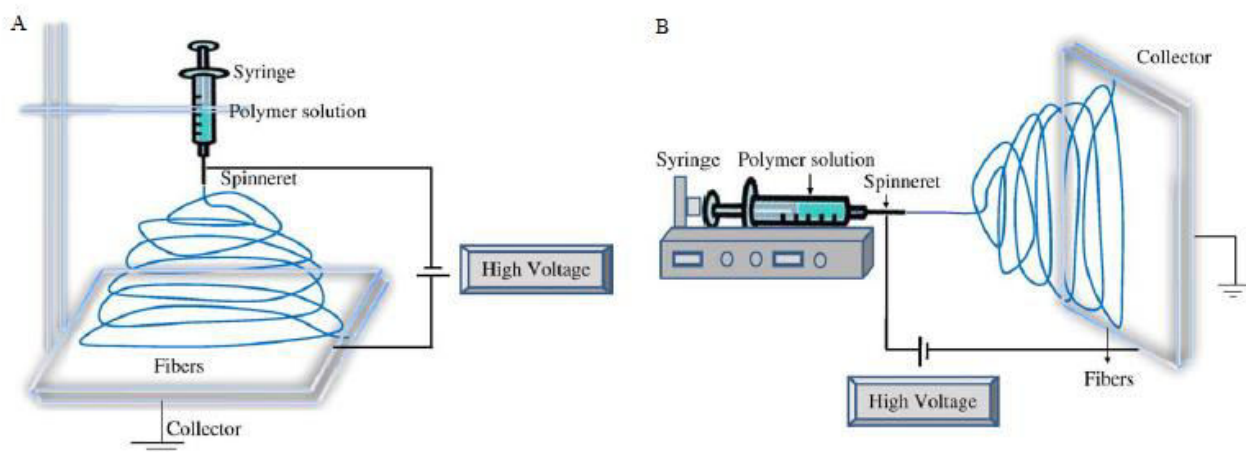 A
Syringe
Polymer solution
Spinneret
High Voltage
Fibers
Collector
B
Collector
Syringe Polymer solution
Spinneret
Fibers
High Voltage